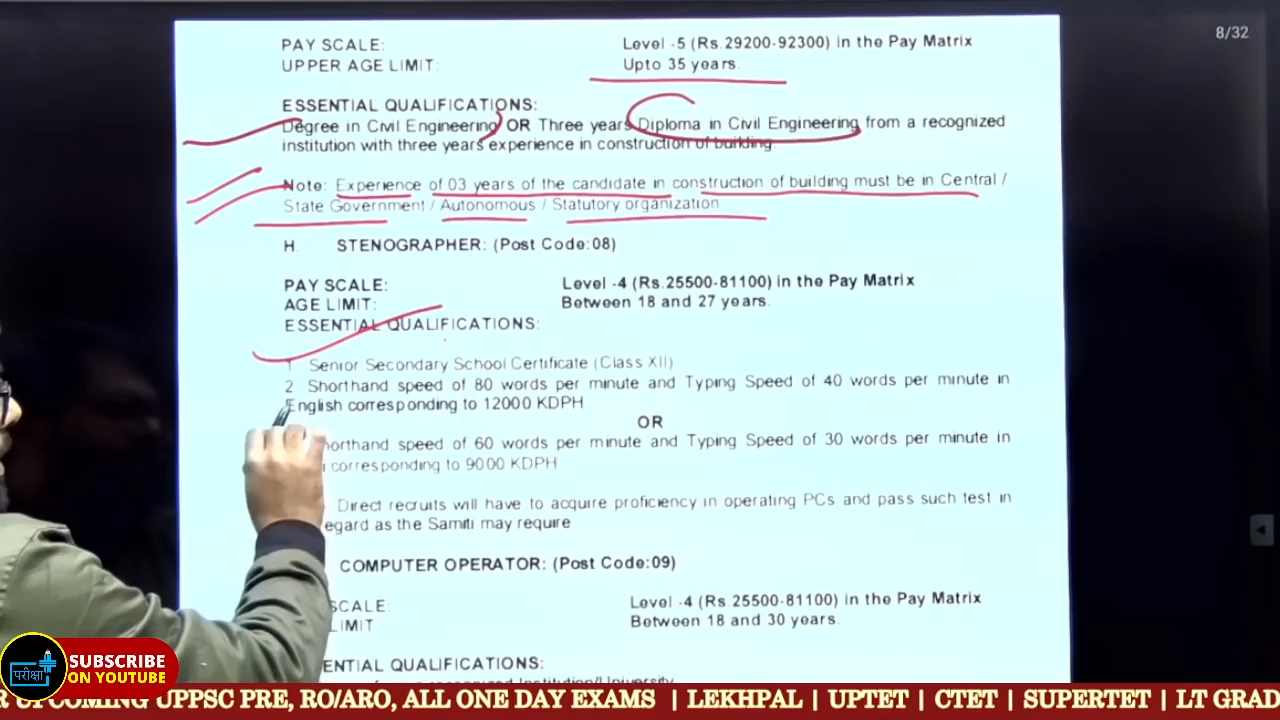 8/32
PAY SCALE: Level -5 (Rs.29200-92300) in the Pay Matrix
UPPER AGE LIMIT: Upto 35 years.
ESSENTIAL QUALIFICATIONS:
Degree in Civil Engineering OR Three years Diploma in Civil Engineering from a recognized
institution with three years experience in construction of building.
Note: Experience of 03 years of the candidate in construction of building must be in Central /
State Government / Autonomous / Statutory organization
H. STENOGRAPHER: (Post Code:08)
PAY SCALE: Level -4 (Rs.25500-81100) in the Pay Matrix
AGE LIMIT: Between 18 and 27 years.
ESSENTIAL QUALIFICATIONS:
1 Senior Secondary School Certificate (Class XII)
2 Shorthand speed of 80 words per minute and Typing Speed of 40 words per minute in
English corresponding to 12000 KDPH
OR
horthand speed of 60 words per minute and Typing Speed of 30 words per minute in
i corresponding to 9000 KDPH
Direct recruits will have to acquire proficiency in operating PCs and pass such test in
egard as the Samiti may require
COMPUTER OPERATOR: (Post Code:09)
SCALE: Level -4 (Rs.25500-81100) in the Pay Matrix
LIMIT: Between 18 and 30 years.
ENTIAL QUALIFICATIONS:
परीक्षा
SUBSCRIBE
ON YOUTUBE
R UPCOMING UPPSC PRE, RO/ARO, ALL ONE DAY EXAMS | LEKHPAL | UPTET | CTET | SUPERTET | LT GRAD